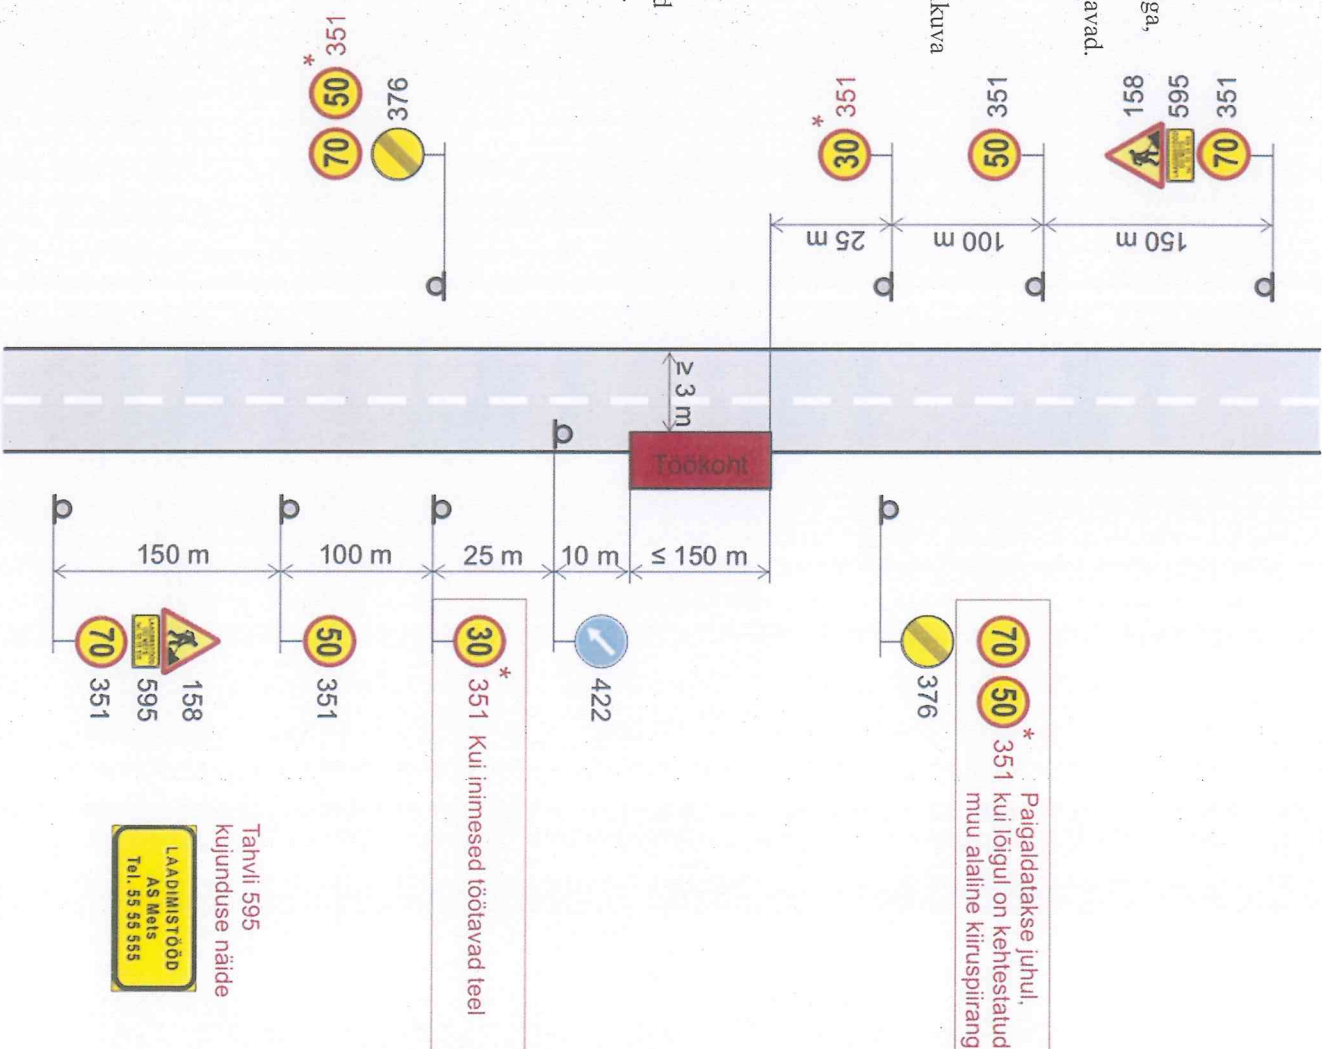 ga,
avad.
kuva
d
351
*
50
70
376
351
*
30
351
50
158
595
351
70
25 m
100 m
150 m
≥ 3 m
Töökoht
150 m
100 m
25 m
10 m
≤ 150 m
70
351
595
158
50
351
30
*
351 Kui inimesed töötavad teel
422
376
70
50
*
Paigaldatakse juhul,
351 kui lõigul on kehtestatud
muu alaline kiiruspiirang
Tahvli 595
kujunduse näide
LAADIMISTÖÖD
AS Mets
Tel. 55 55 555